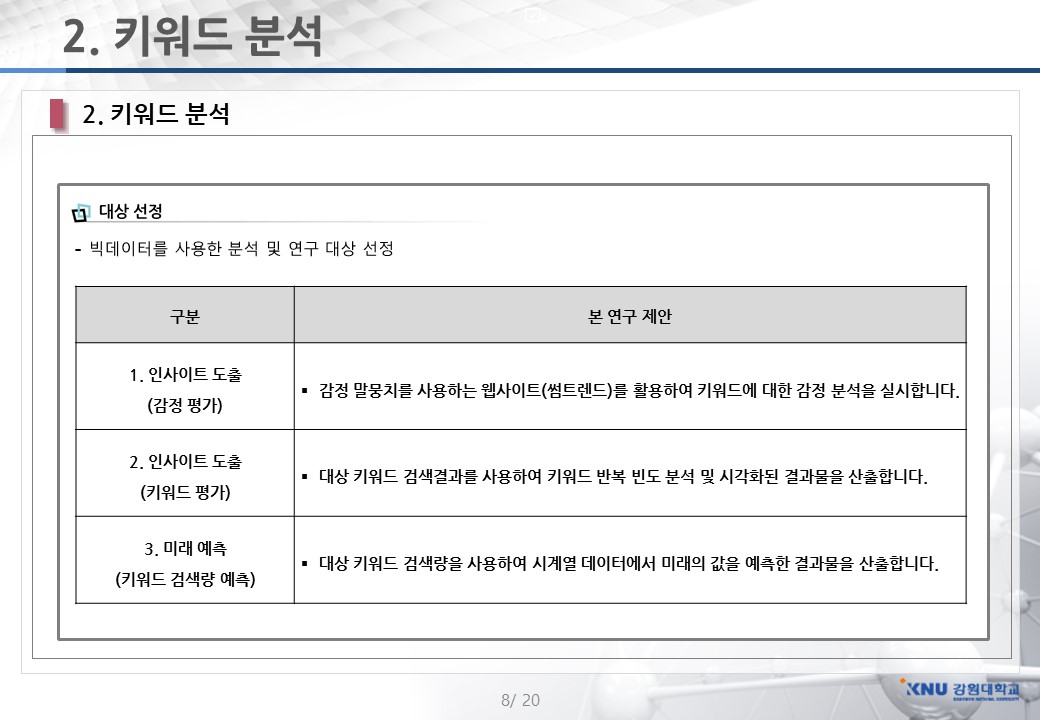 2. 키워드 분석
2. 키워드 분석
대상 선정
- 빅데이터를 사용한 분석 및 연구 대상 선정
구분
본 연구 제안
1. 인사이트 도출
(감정 평가)
▪ 감정 말뭉치를 사용하는 웹사이트(썸트렌드)를 활용하여 키워드에 대한 감정 분석을 실시합니다.
2. 인사이트 도출
(키워드 평가)
▪ 대상 키워드 검색결과를 사용하여 키워드 반복 빈도 분석 및 시각화된 결과물을 산출합니다.
3. 미래 예측
(키워드 검색량 예측)
▪ 대상 키워드 검색량을 사용하여 시계열 데이터에서 미래의 값을 예측한 결과물을 산출합니다.
8/ 20
KNU 강원대학교